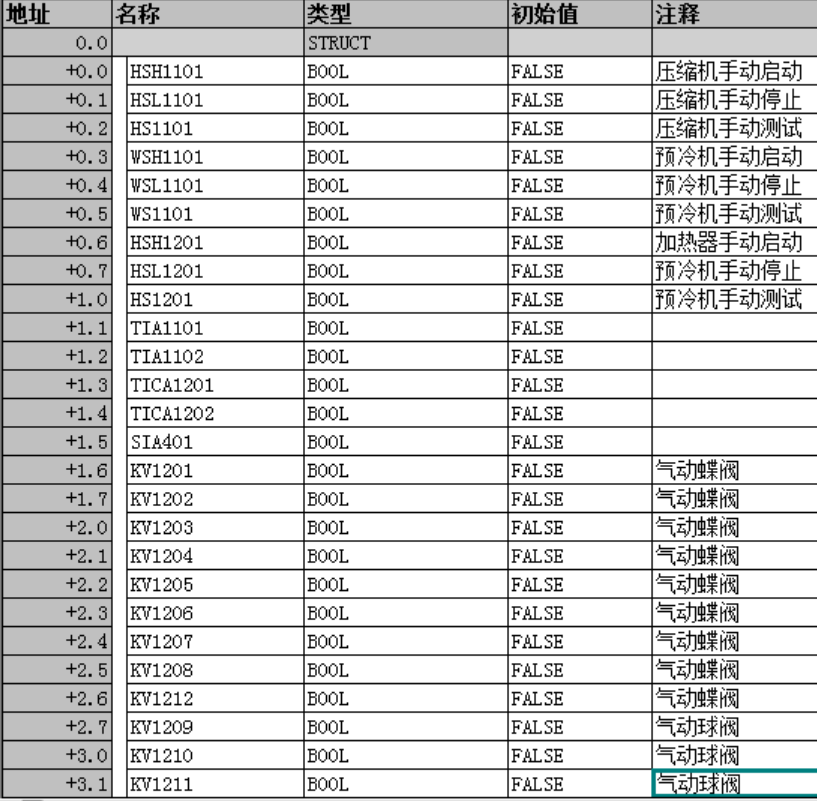 地址 名称 类型 初始值 注释
0.0 STRUCT
+0.0 HSH1101 BOOL FALSE 压缩机手动启动
+0.1 HSL1101 BOOL FALSE 压缩机手动停止
+0.2 HS1101 BOOL FALSE 压缩机手动测试
+0.3 WSH1101 BOOL FALSE 预冷机手动启动
+0.4 WSL1101 BOOL FALSE 预冷机手动停止
+0.5 WS1101 BOOL FALSE 预冷机手动测试
+0.6 HSH1201 BOOL FALSE 加热器手动启动
+0.7 HSL1201 BOOL FALSE 预冷机手动停止
+1.0 HS1201 BOOL FALSE 预冷机手动测试
+1.1 TIA1101 BOOL FALSE
+1.2 TIA1102 BOOL FALSE
+1.3 TICA1201 BOOL FALSE
+1.4 TICA1202 BOOL FALSE
+1.5 SIA401 BOOL FALSE
+1.6 KV1201 BOOL FALSE 气动蝶阀
+1.7 KV1202 BOOL FALSE 气动蝶阀
+2.0 KV1203 BOOL FALSE 气动蝶阀
+2.1 KV1204 BOOL FALSE 气动蝶阀
+2.2 KV1205 BOOL FALSE 气动蝶阀
+2.3 KV1206 BOOL FALSE 气动蝶阀
+2.4 KV1207 BOOL FALSE 气动蝶阀
+2.5 KV1208 BOOL FALSE 气动蝶阀
+2.6 KV1212 BOOL FALSE 气动蝶阀
+2.7 KV1209 BOOL FALSE 气动球阀
+3.0 KV1210 BOOL FALSE 气动球阀
+3.1 KV1211 BOOL FALSE 气动球阀